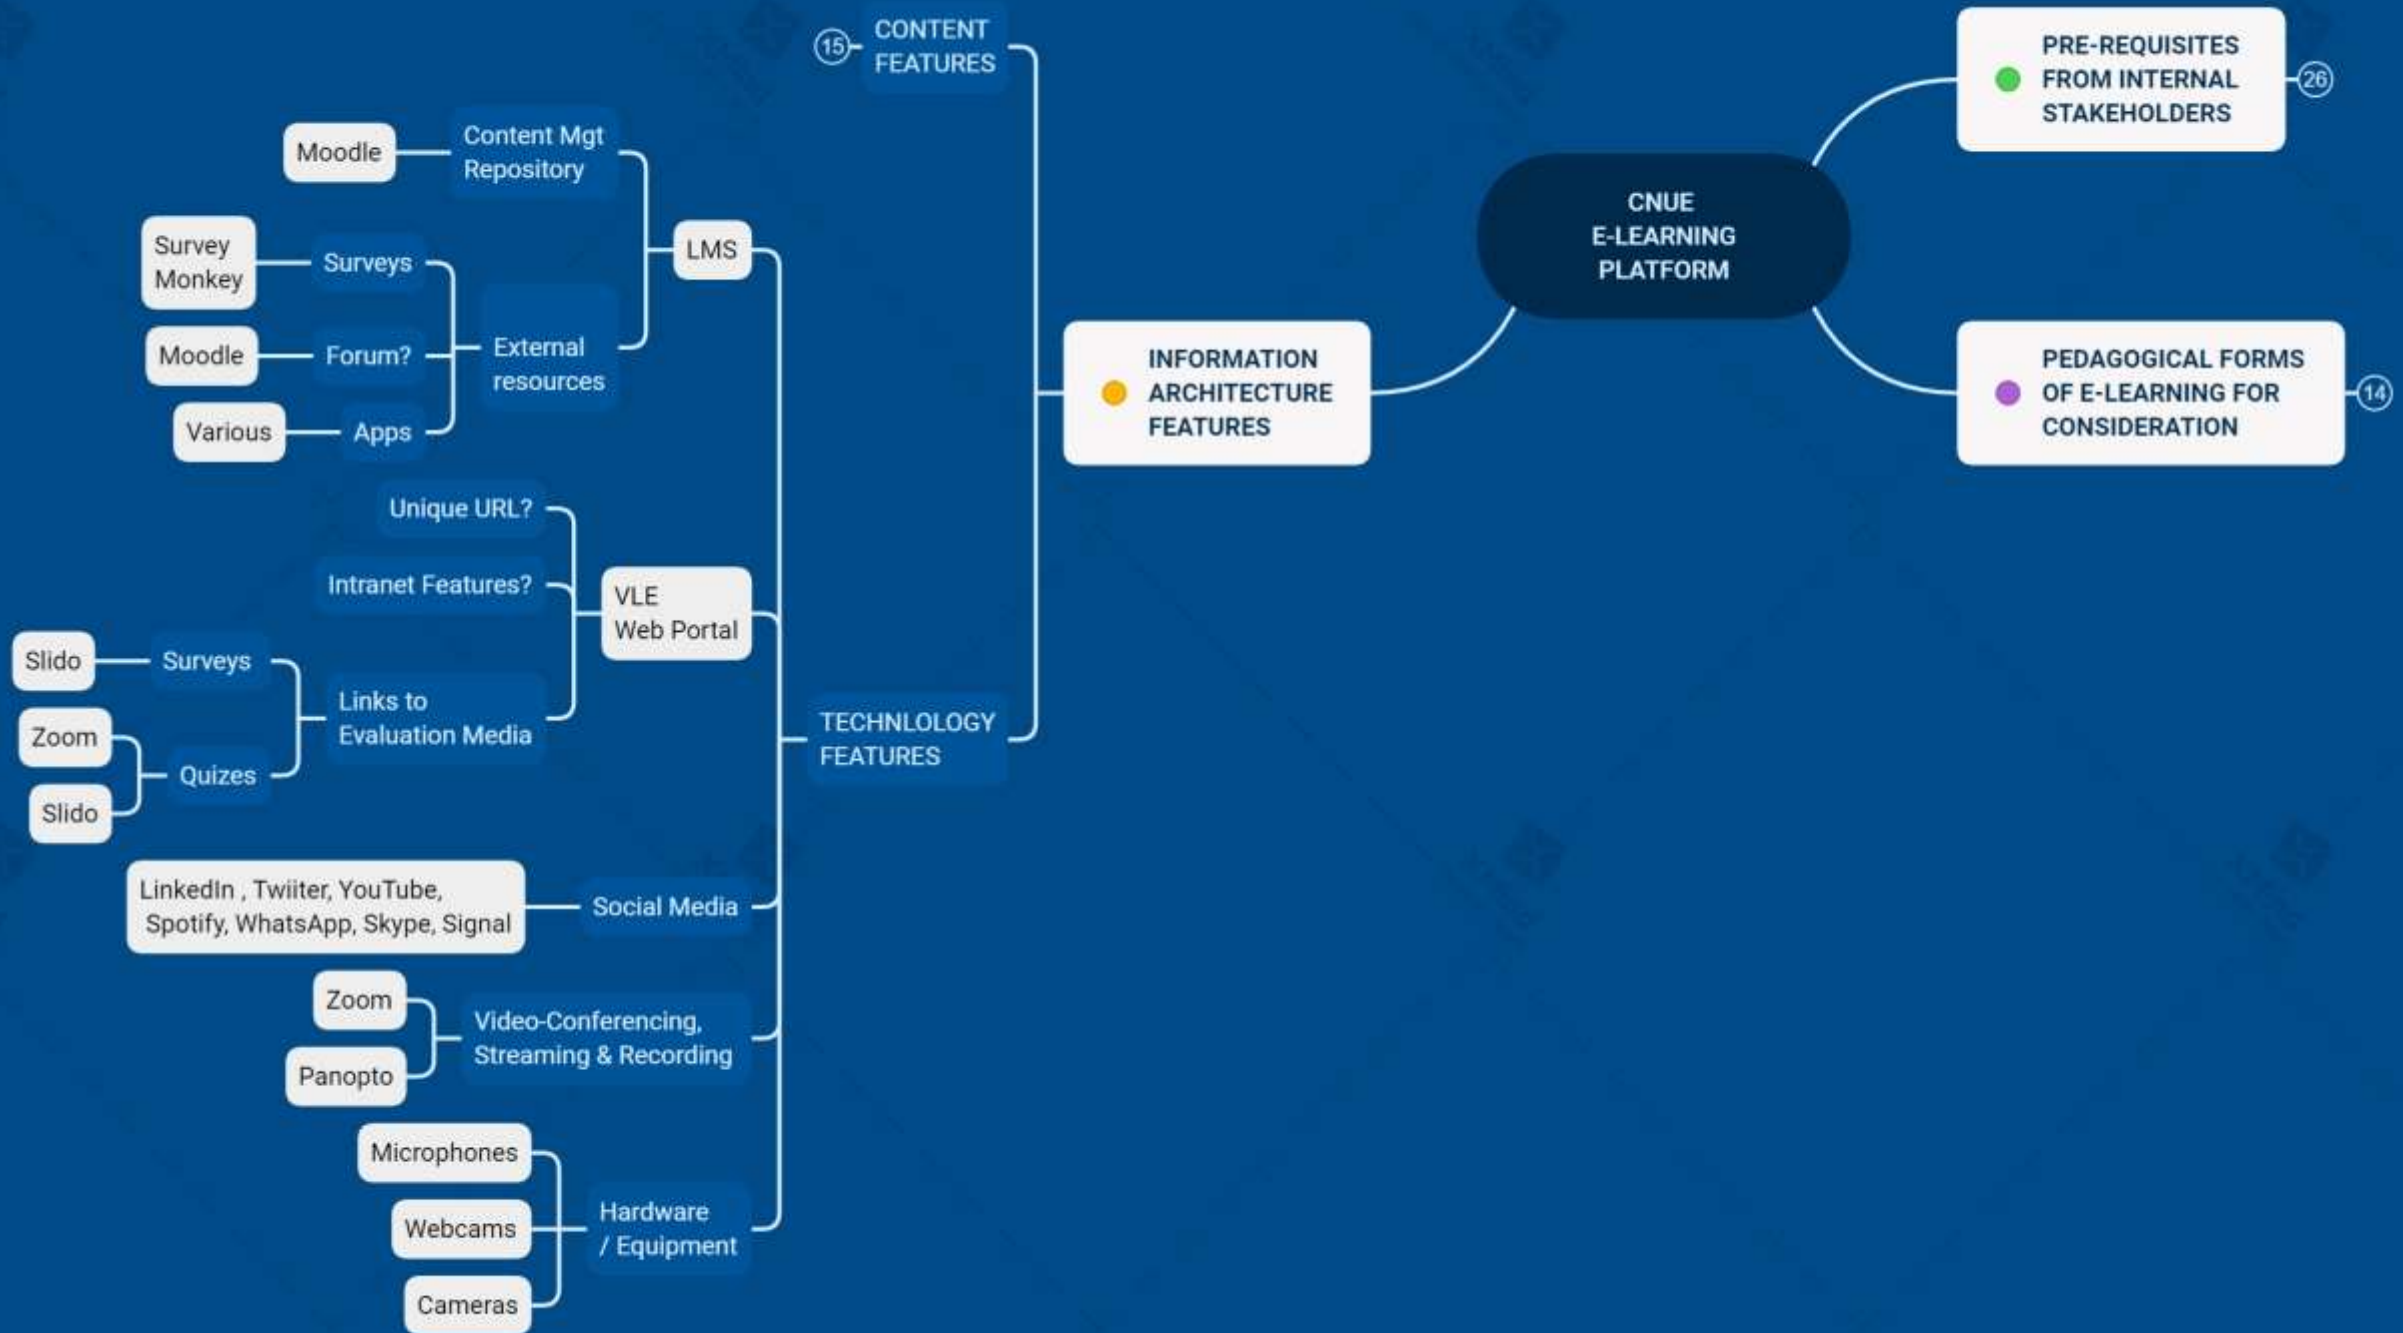 CNUE
E-LEARNING
PLATFORM
PRE-REQUISITES
FROM INTERNAL
STAKEHOLDERS
26
PEDAGOGICAL FORMS
OF E-LEARNING FOR
CONSIDERATION
14
INFORMATION
ARCHITECTURE
FEATURES
CONTENT
FEATURES
15
TECHNLOLOGY
FEATURES
LMS
Content Mgt
Repository
Moodle
External
resources
Surveys
Survey
Monkey
Forum?
Moodle
Apps
Various
VLE
Web Portal
Unique URL?
Intranet Features?
Links to
Evaluation Media
Surveys
Slido
Quizes
Zoom
Slido
Social Media
LinkedIn , Twiiter, YouTube,
Spotify, WhatsApp, Skype, Signal
Video-Conferencing,
Streaming & Recording
Zoom
Panopto
Hardware
/ Equipment
Microphones
Webcams
Cameras